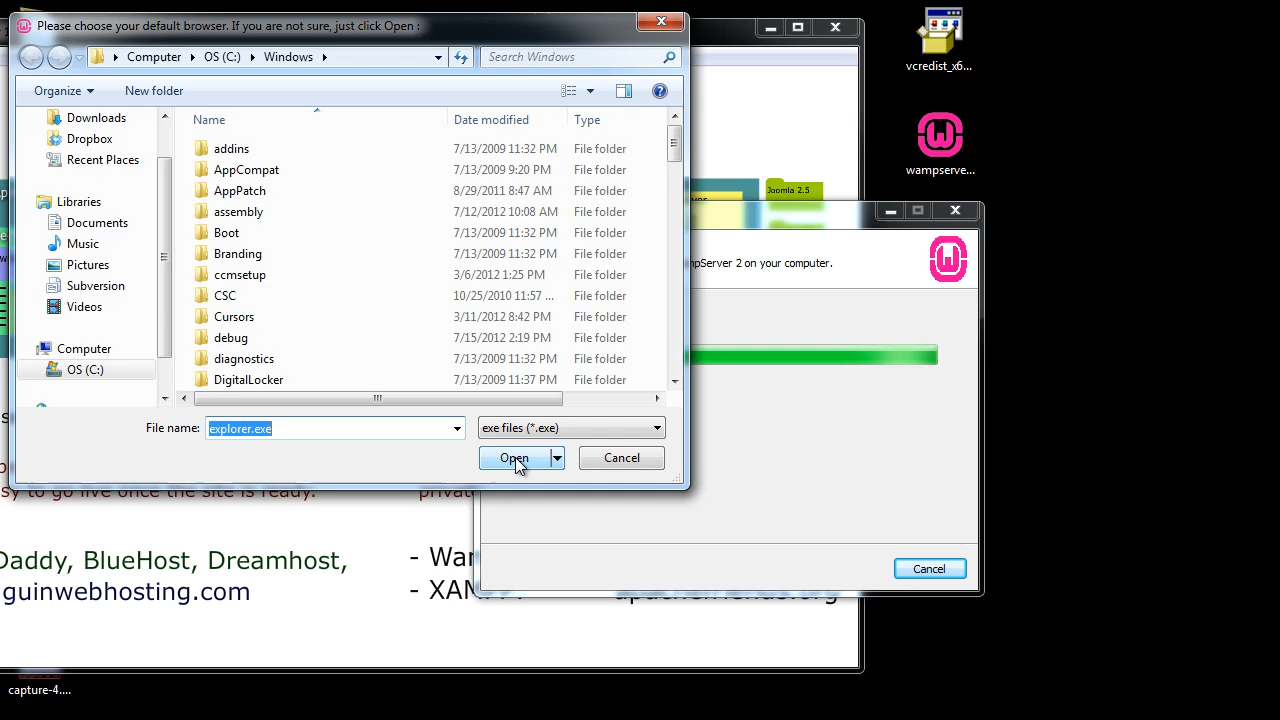 Please choose your default browser. If you are not sure, just click Open :
Computer OS (C:) Windows
Search Windows
Organize
New folder
Name
Date modified
Type
Downloads
Dropbox
Recent Places
Libraries
Documents
Music
Pictures
Subversion
Videos
Computer
OS (C:)
addins 7/13/2009 11:32 PM File folder
AppCompat 7/13/2009 9:20 PM File folder
AppPatch 8/29/2011 8:47 AM File folder
assembly 7/12/2012 10:08 AM File folder
Boot 7/13/2009 11:32 PM File folder
Branding 7/13/2009 11:32 PM File folder
ccmsetup 3/6/2012 1:25 PM File folder
CSC 10/25/2010 11:57 ... File folder
Cursors 3/11/2012 8:42 PM File folder
debug 7/15/2012 2:19 PM File folder
diagnostics 7/13/2009 11:32 PM File folder
DigitalLocker 7/13/2009 11:37 PM File folder
File name: explorer.exe
exe files (*.exe)
Open
Cancel
vcredist_x6...
wampserve...
Joomla 2.5
mpServer 2 on your computer.
Cancel
sy to go live once the site is ready.
private
Daddy, BlueHost, Dreamhost,
guinwebhosting.com
- War
- XAMPP
apachefriends.org
capture-4....